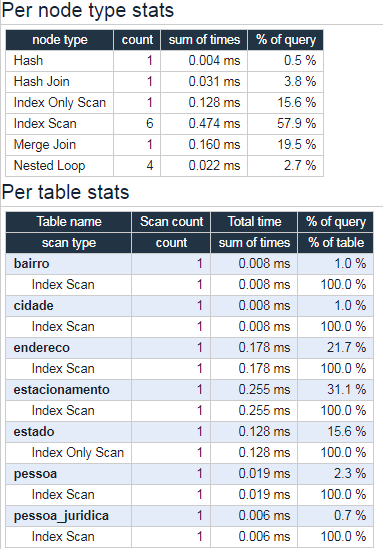 Per node type stats
node type count sum of times % of query
Hash 1 0.004 ms 0.5 %
Hash Join 1 0.031 ms 3.8 %
Index Only Scan 1 0.128 ms 15.6 %
Index Scan 6 0.474 ms 57.9 %
Merge Join 1 0.160 ms 19.5 %
Nested Loop 4 0.022 ms 2.7 %
Per table stats
Table name Scan count Total time % of query
scan type count sum of times % of table
bairro 1 0.008 ms 1.0 %
Index Scan 1 0.008 ms 100.0 %
cidade 1 0.008 ms 1.0 %
Index Scan 1 0.008 ms 100.0 %
endereco 1 0.178 ms 21.7 %
Index Scan 1 0.178 ms 100.0 %
estacionamento 1 0.255 ms 31.1 %
Index Scan 1 0.255 ms 100.0 %
estado 1 0.128 ms 15.6 %
Index Only Scan 1 0.128 ms 100.0 %
pessoa 1 0.019 ms 2.3 %
Index Scan 1 0.019 ms 100.0 %
pessoa_juridica 1 0.006 ms 0.7 %
Index Scan 1 0.006 ms 100.0 %